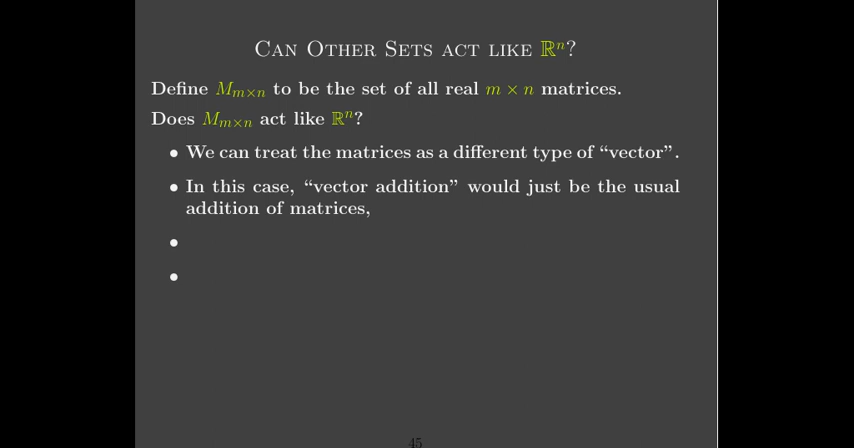 Can Other Sets act like ℝⁿ?
Define M_{m×n} to be the set of all real m × n matrices.
Does M_{m×n} act like ℝⁿ?
• We can treat the matrices as a different type of “vector”.
• In this case, “vector addition” would just be the usual
addition of matrices,
•
•
45